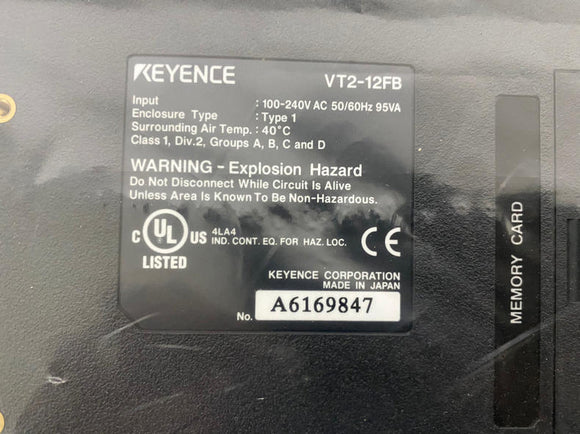 KEYENCE VT2-12FB
Input : 100-240V AC 50/60Hz 95VA
Enclosure Type : Type 1
Surrounding Air Temp. : 40°C
Class 1, Div.2, Groups A, B, C and D
WARNING - Explosion Hazard
Do Not Disconnect While Circuit Is Alive
Unless Area Is Known To Be Non-Hazardous.
C UL US 4LA4
IND. CONT. EQ. FOR HAZ. LOC. CE
LISTED
KEYENCE CORPORATION
MADE IN JAPAN
No. A6169847
MEMORY CARD